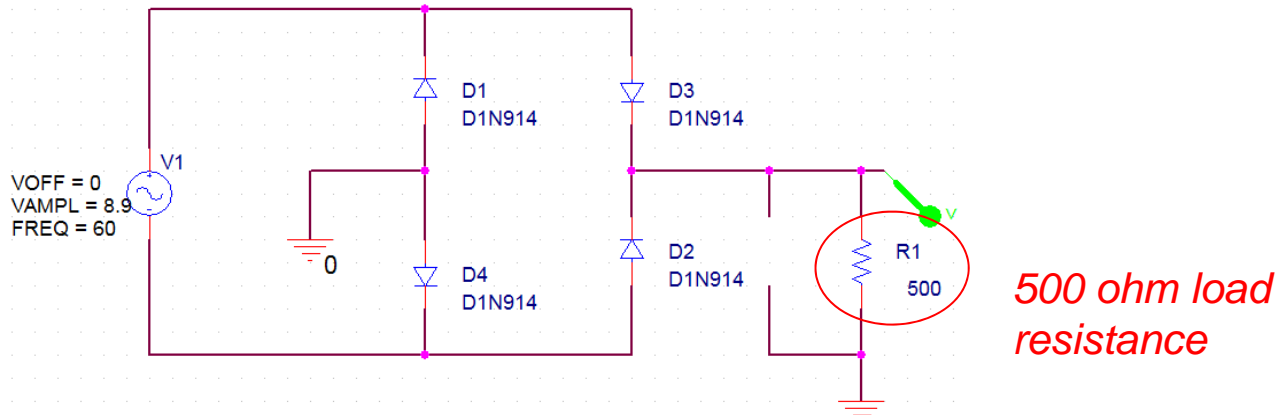 D1
D1N914
D3
D1N914
V1
VOFF = 0
VAMPL = 8.9
FREQ = 60
+
-
0
D4
D1N914
D2
D1N914
V
R1
500
500 ohm load
resistance